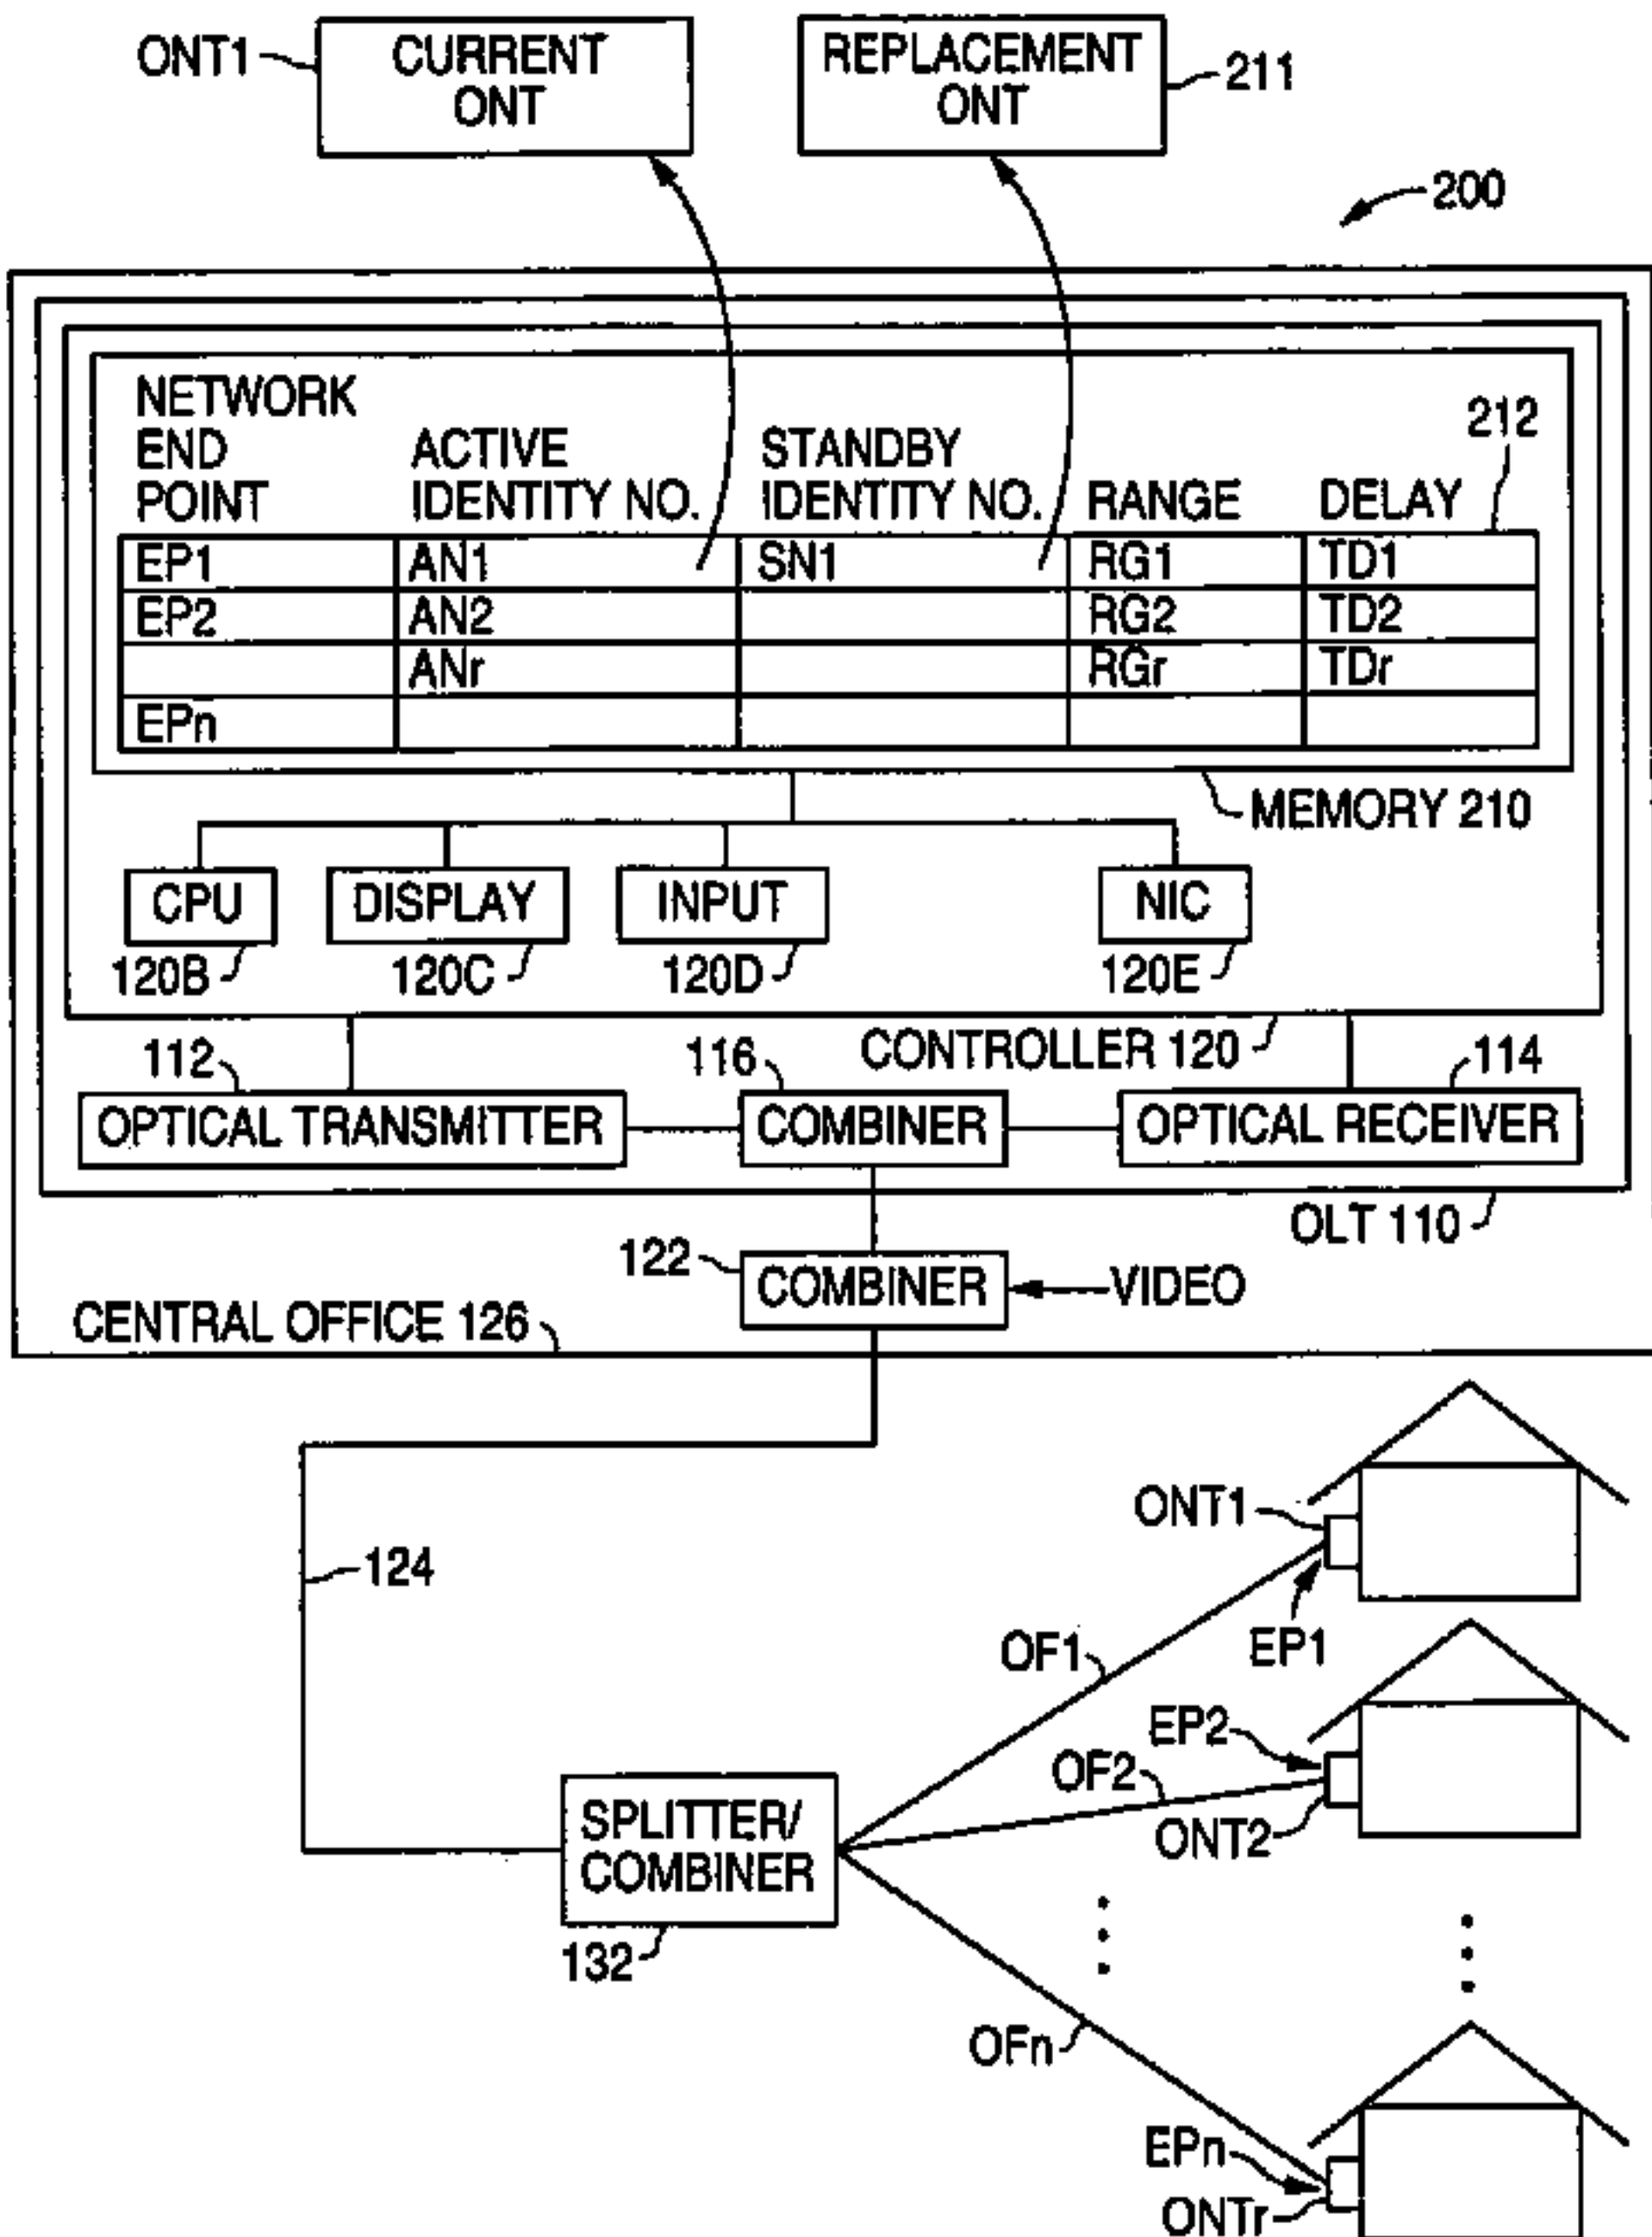 ONT1
CURRENT
ONT
REPLACEMENT
ONT
211
200
NETWORK
END
POINT
ACTIVE
IDENTITY NO.
STANDBY
IDENTITY NO.
RANGE
DELAY
212
EP1 AN1 SN1 RG1 TD1
EP2 AN2 RG2 TD2
ANr RGr TDr
EPn
MEMORY 210
CPU
DISPLAY
INPUT
NIC
120B
120C
120D
120E
CONTROLLER 120
112
116
114
OPTICAL TRANSMITTER
COMBINER
OPTICAL RECEIVER
OLT 110
122
COMBINER
VIDEO
CENTRAL OFFICE 126
124
ONT1
EP1
OF1
EP2
OF2
ONT2
SPLITTER/
COMBINER
132
OFn
EPn
ONTr